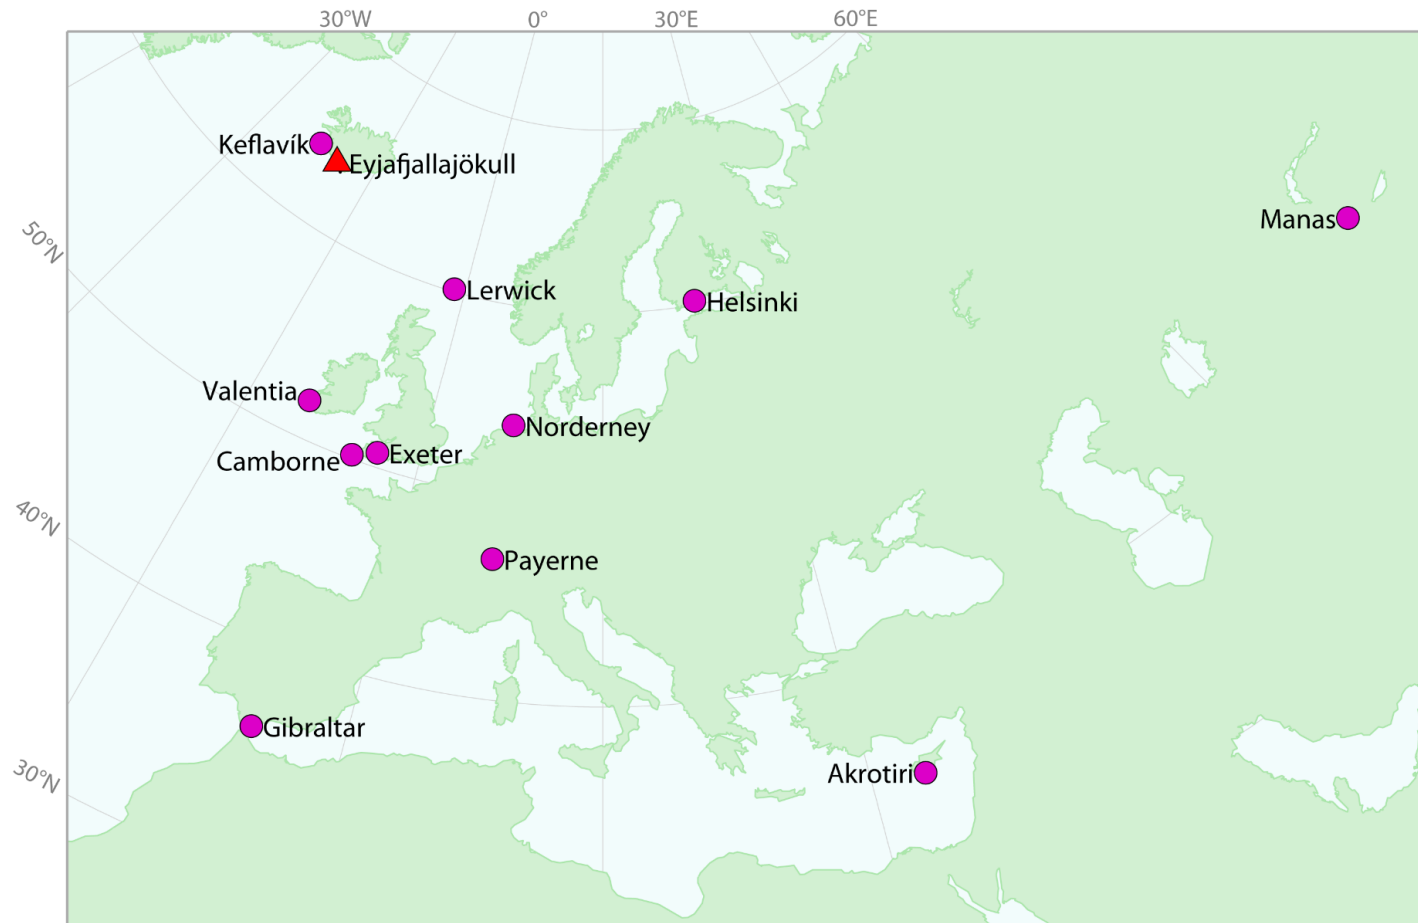 30°W
0°
30°E
60°E
Keflavík
Eyjafjallajökull
Manas
50°N
Lerwick
Helsinki
Valentia
Norderney
Camborne
Exeter
40°N
Payerne
Gibraltar
30°N
Akrotiri